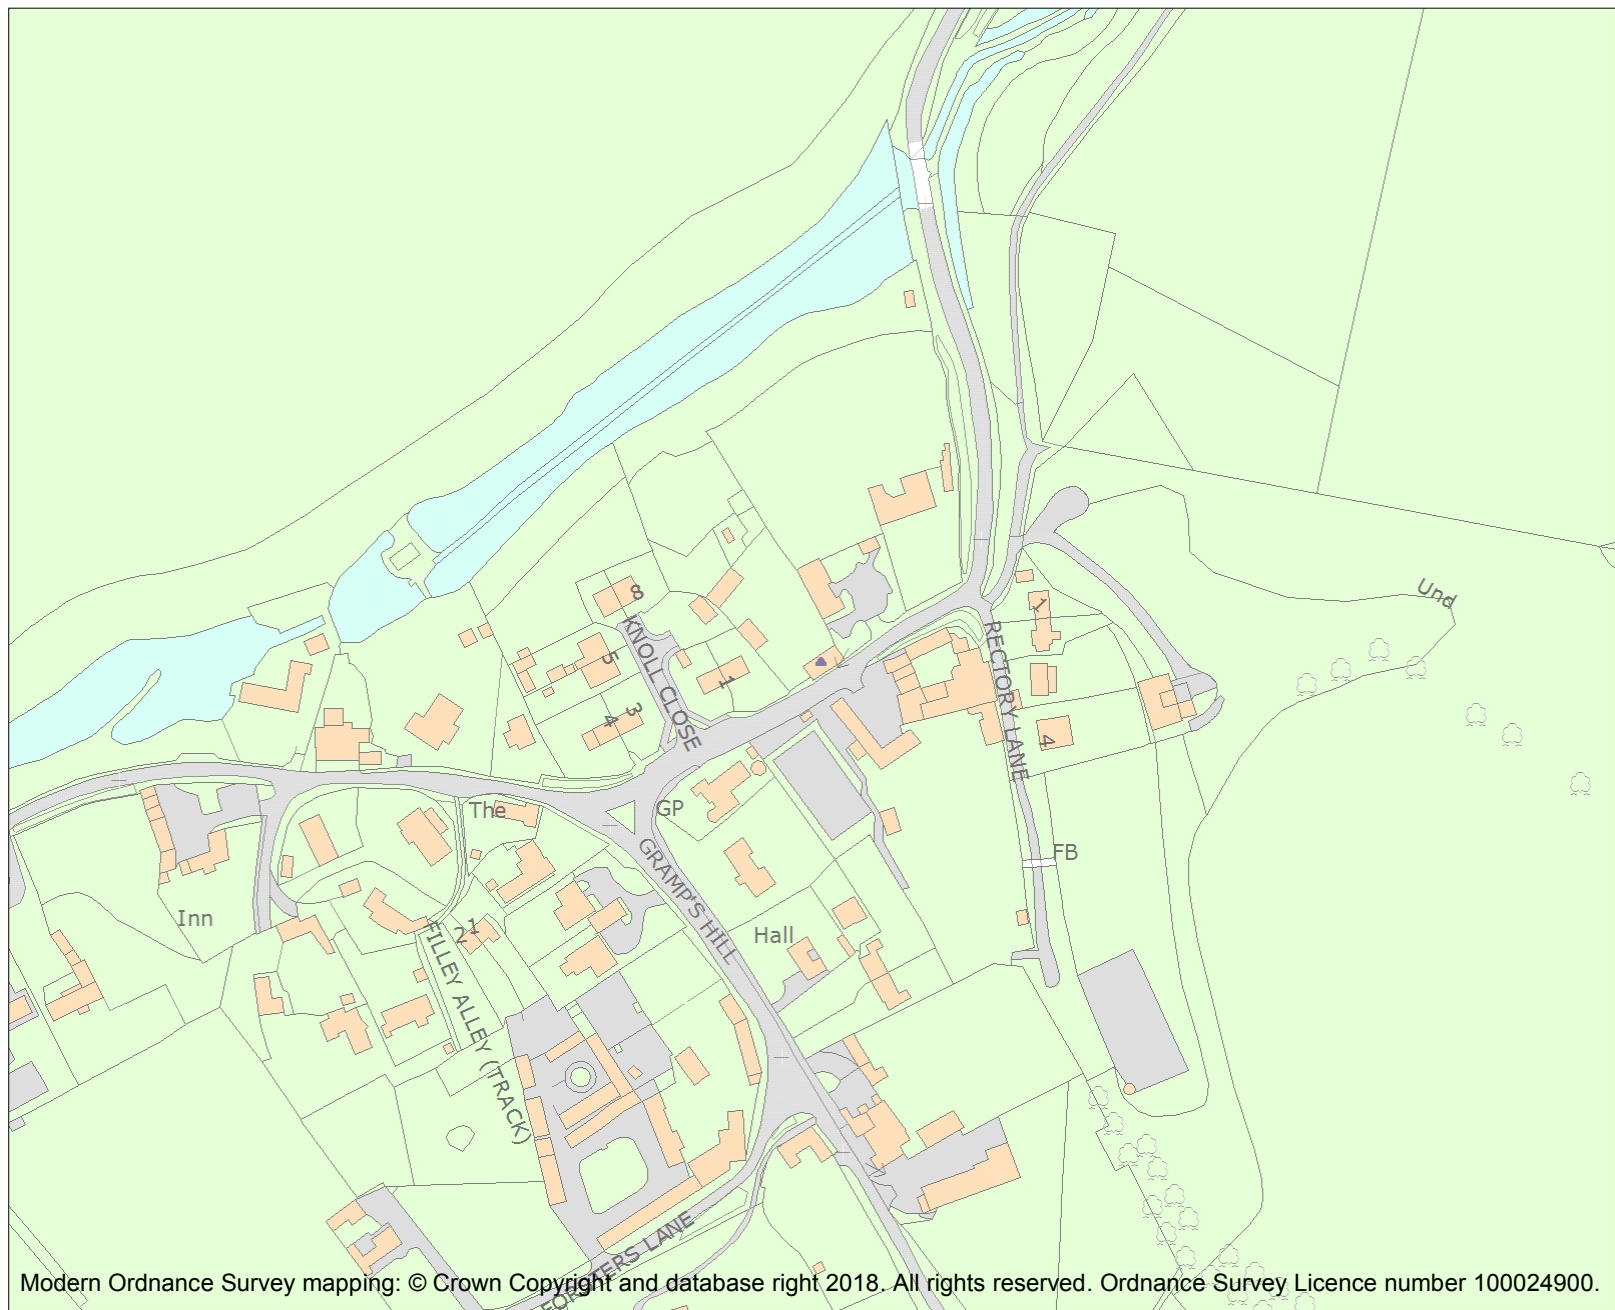 Und
8
KNOLL CLOSE
5
1
3
4
1
RECTORY LANE
4
The
GP
GRAMP'S HILL
FB
Inn
1
2
FILLEY ALLEY (TRACK)
Hall
FORSTERS LANE
Modern Ordnance Survey mapping: © Crown Copyright and database right 2018. All rights reserved. Ordnance Survey Licence number 100024900.